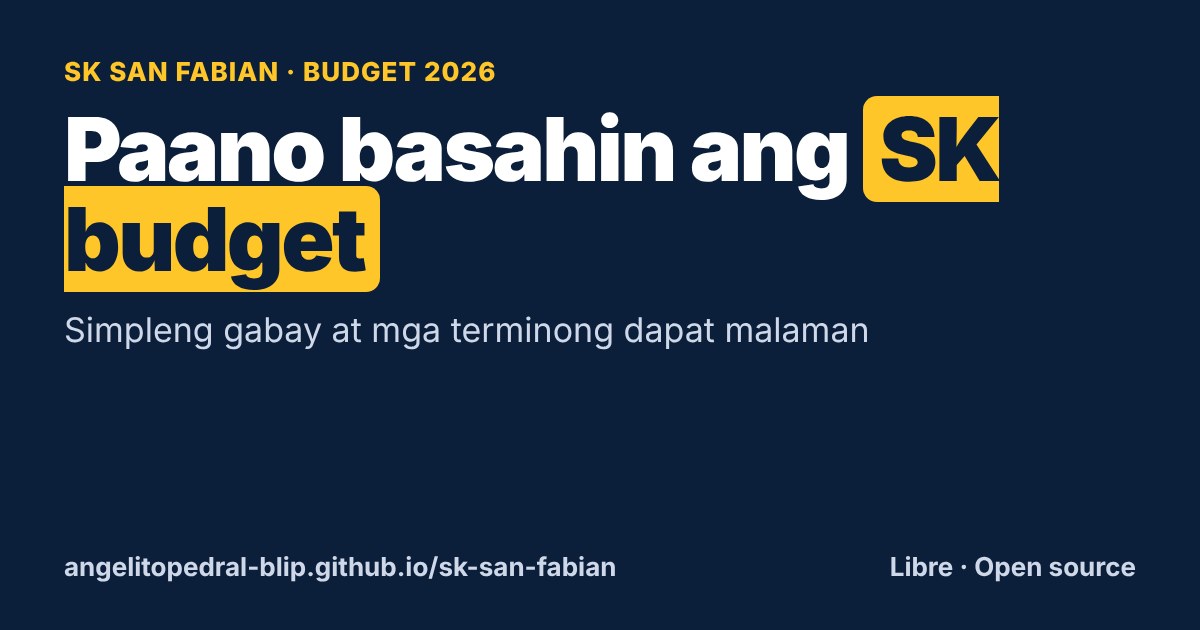 SK SAN FABIAN · BUDGET 2026
Paano basahin ang SK
budget
Simpleng gabay at mga terminong dapat malaman
angelitopedral-blip.github.io/sk-san-fabian
Libre · Open source